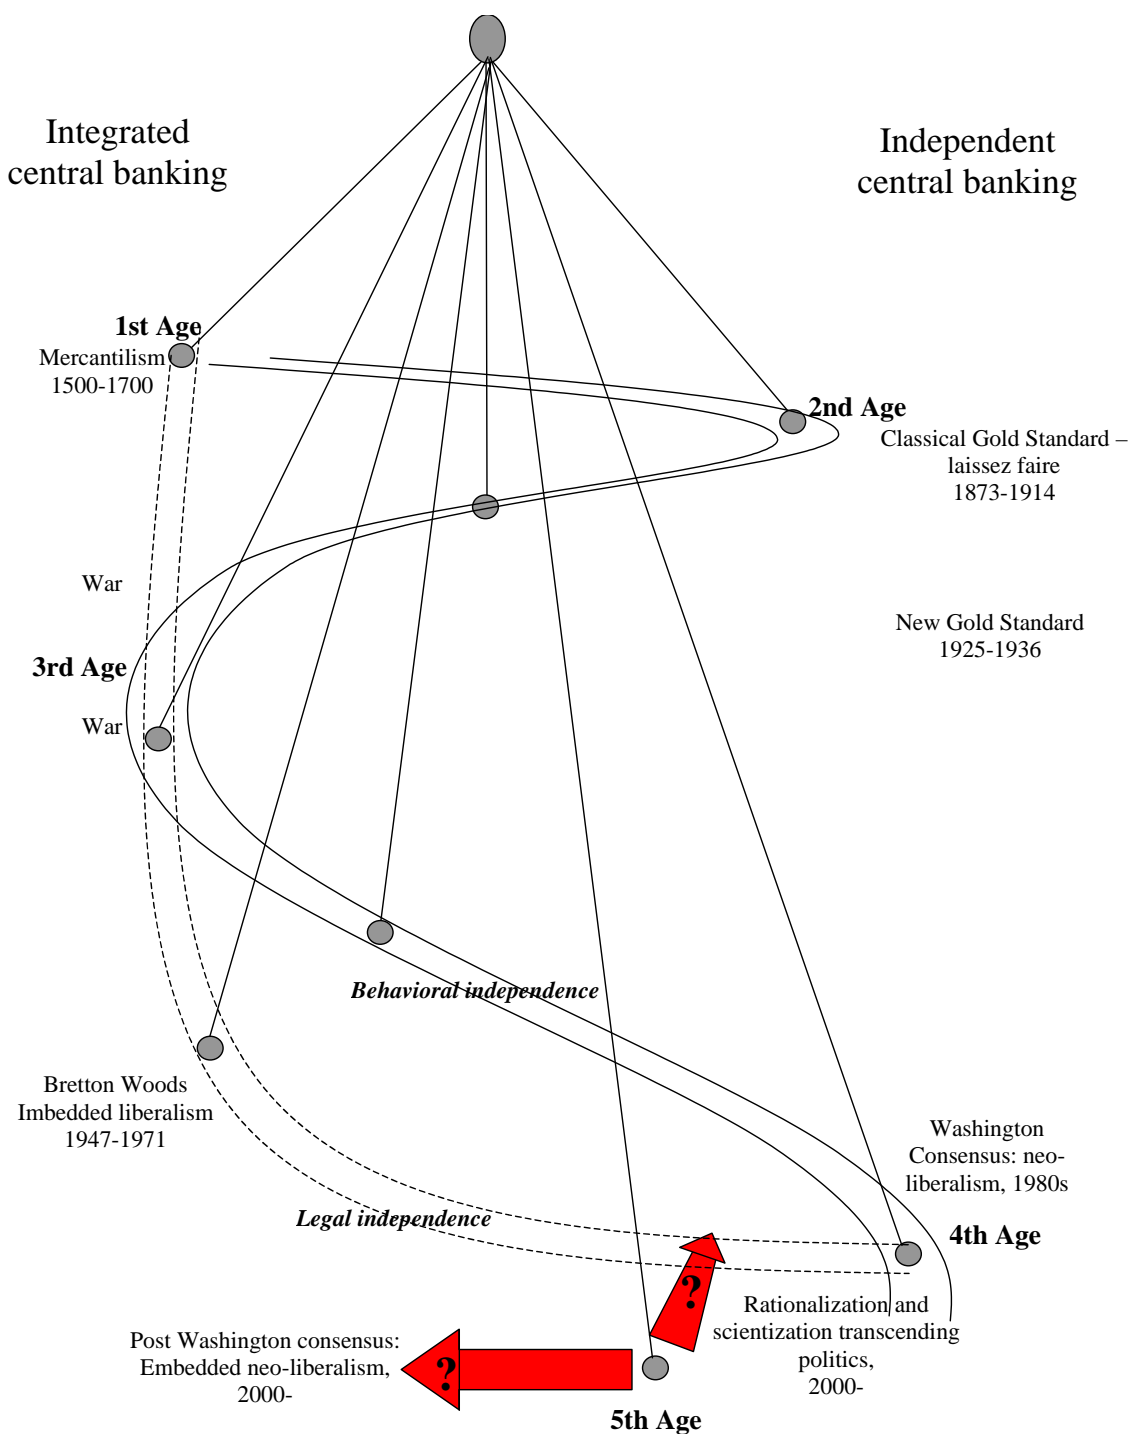 Integrated
central banking
Independent
central banking
1st Age
Mercantilism
1500-1700
2nd Age
Classical Gold Standard –
laissez faire
1873-1914
War
New Gold Standard
1925-1936
3rd Age
War
Behavioral independence
Bretton Woods
Imbedded liberalism
1947-1971
Washington
Consensus: neo-
liberalism, 1980s
Legal independence
4th Age
?
Rationalization and
scientization transcending
politics,
2000-
Post Washington consensus:
Embedded neo-liberalism,
2000-
?
5th Age